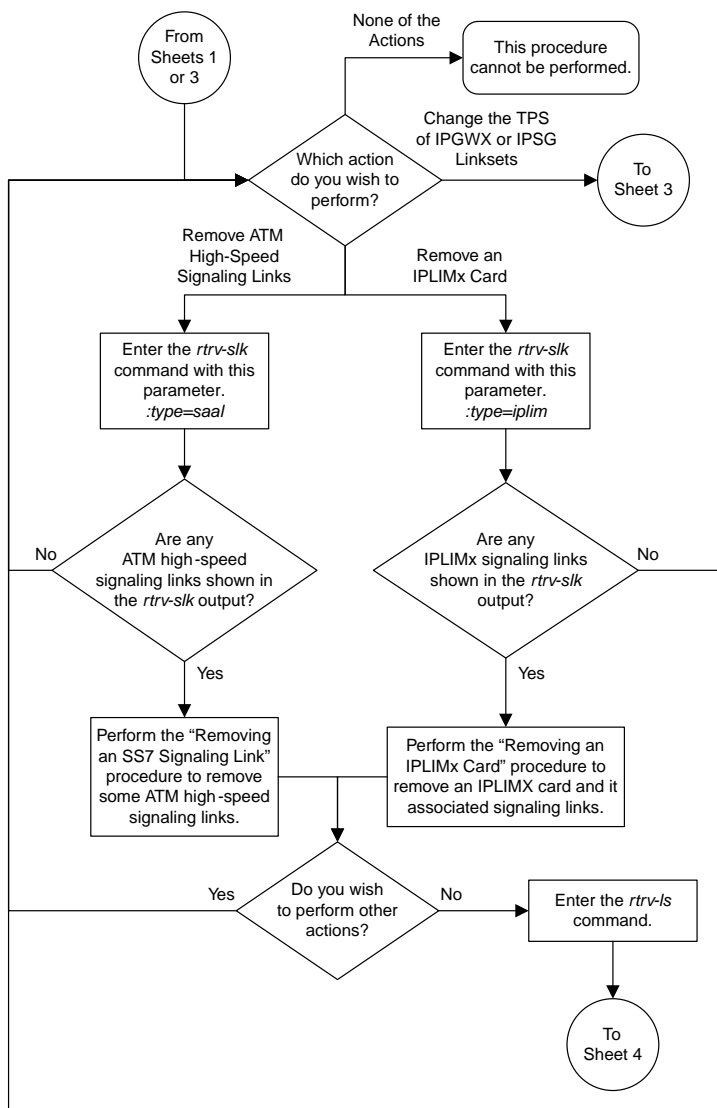 From
Sheets 1
or 3
None of the
Actions
This procedure
cannot be performed.
Change the TPS
of IPGWX or IPSG
Linksets
Which action
do you wish to
perform?
To
Sheet 3
Remove ATM
High-Speed
Signaling Links
Remove an
IPLIMx Card
Enter the rtrv-slk
command with this
parameter.
:type=saal
Enter the rtrv-slk
command with this
parameter.
:type=iplim
No
Are any
ATM high-speed
signaling links shown in
the rtrv-slk output?
Are any
IPLIMx signaling links
shown in the rtrv-slk
output?
No
Yes
Yes
Perform the “Removing
an SS7 Signaling Link”
procedure to remove
some ATM high-speed
signaling links.
Perform the “Removing an
IPLIMx Card” procedure to
remove an IPLIMX card and it
associated signaling links.
Yes
Do you wish
to perform other
actions?
No
Enter the rtrv-ls
command.
To
Sheet 4